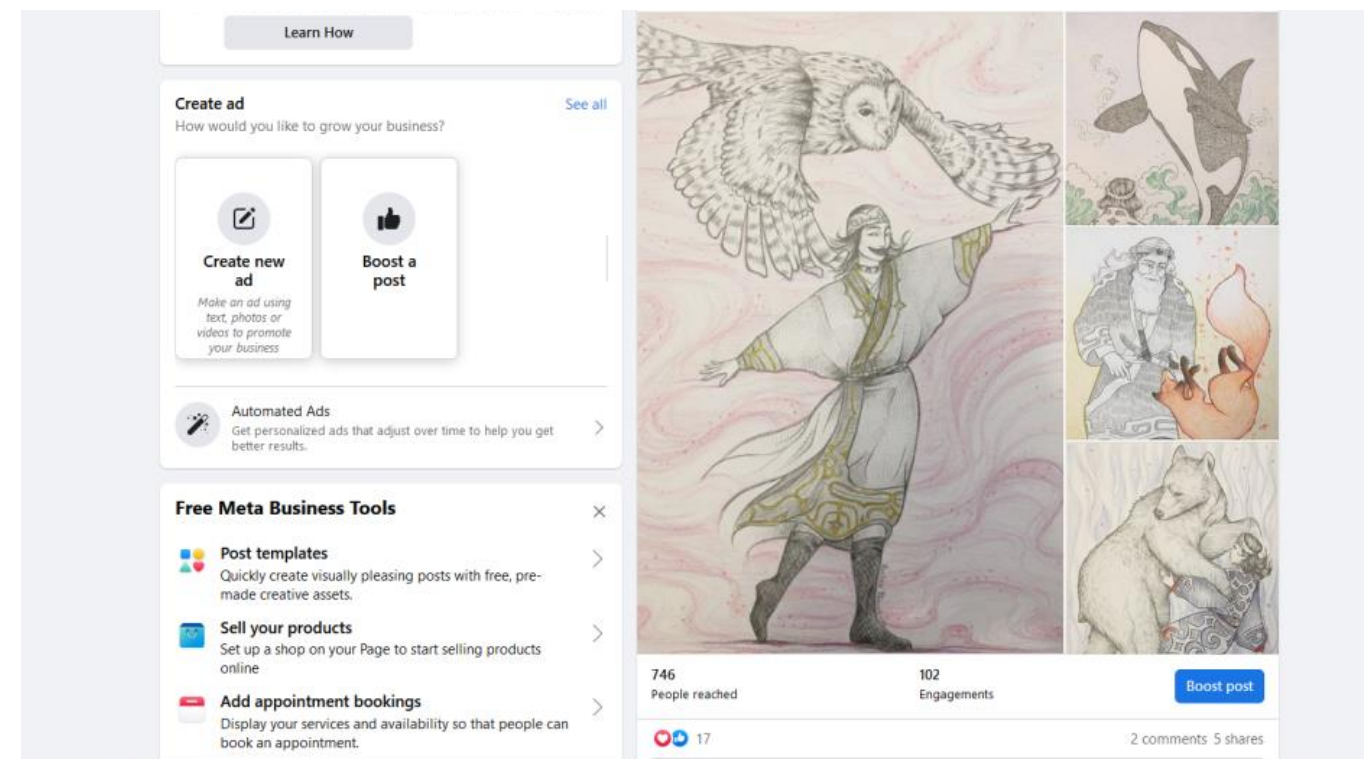 Learn How
Create ad
See all
How would you like to grow your business?
Create new
ad
Make an ad using
text, photos or
videos to promote
your business
Boost a
post
Automated Ads
Get personalized ads that adjust over time to help you get
better results.
Free Meta Business Tools
Post templates
Quickly create visually pleasing posts with free, pre-
made creative assets.
Sell your products
Set up a shop on your Page to start selling products
online
Add appointment bookings
Display your services and availability so that people can
book an appointment.
746
People reached
102
Engagements
Boost post
17
2 comments 5 shares